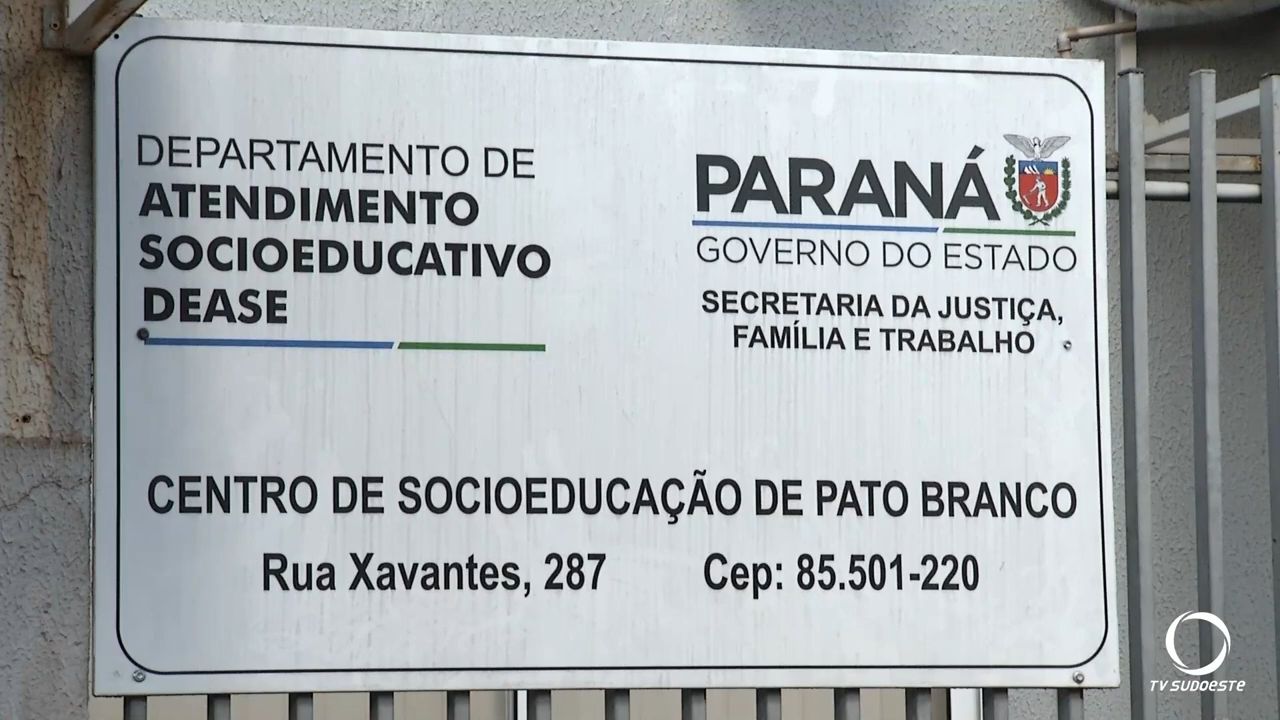 DEPARTAMENTO DE
ATENDIMENTO
SOCIOEDUCATIVO
DEASE
PARANÁ
GOVERNO DO ESTADO
SECRETARIA DA JUSTIÇA,
FAMÍLIA E TRABALHO
CENTRO DE SOCIOEDUCAÇÃO DE PATO BRANCO
Rua Xavantes, 287 Cep: 85.501-220
TV SUDOESTE